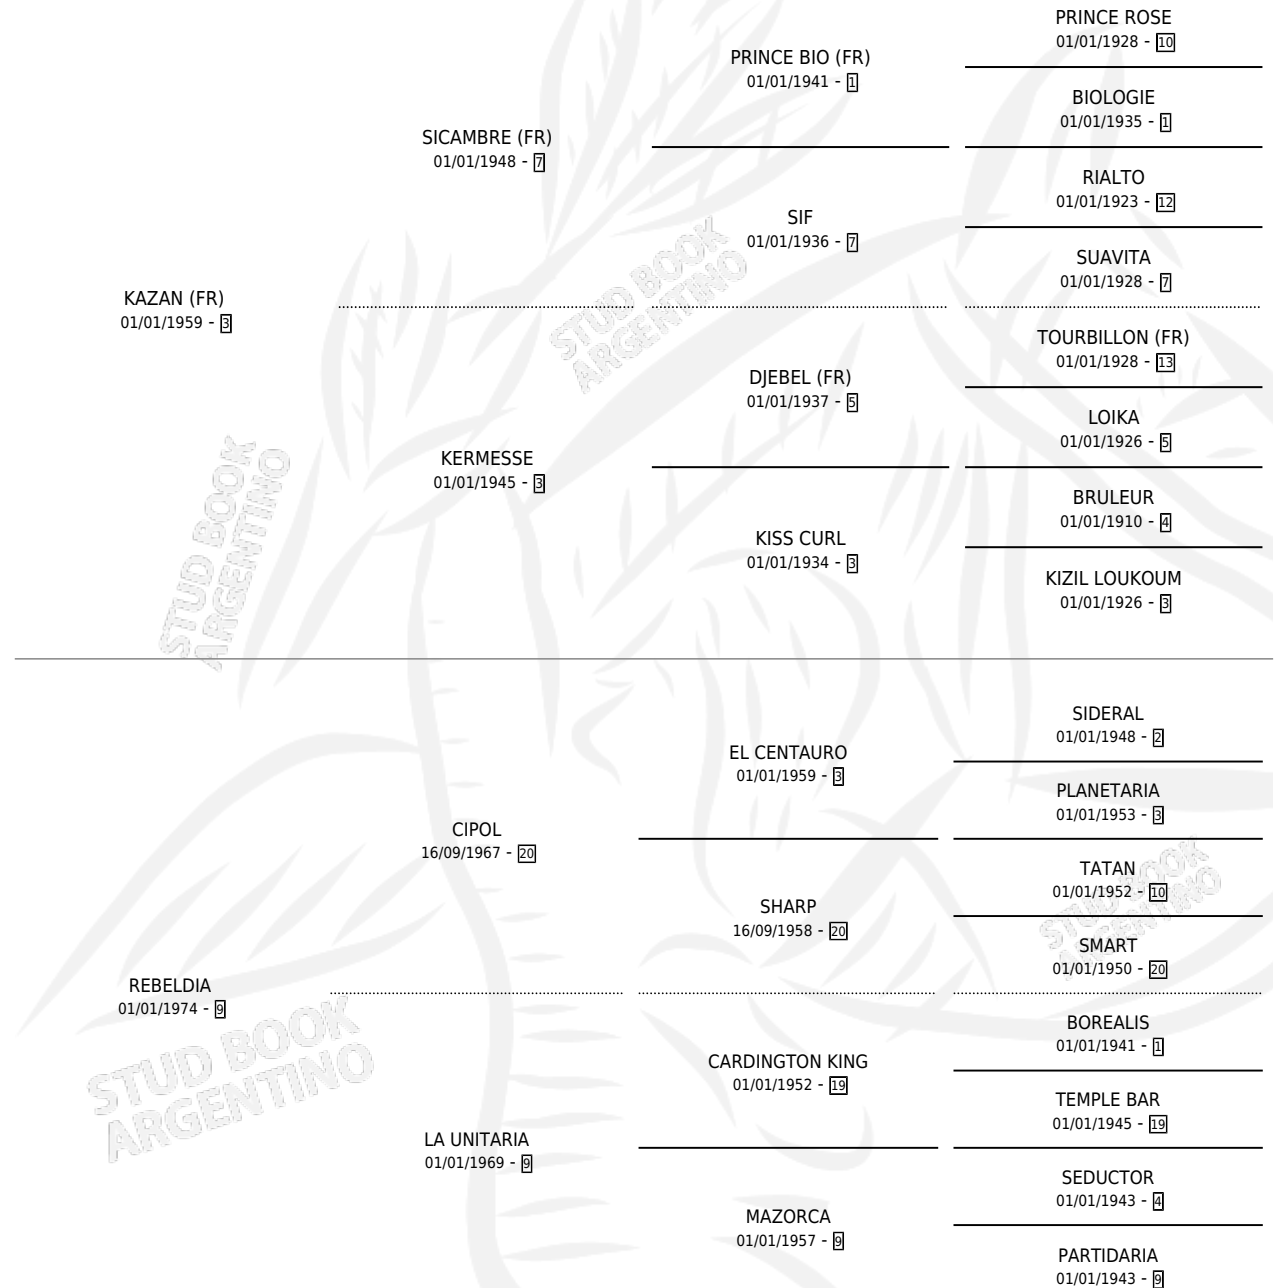 PRINCE ROSE
01/01/1928 - 10
PRINCE BIO (FR)
01/01/1941 - 1
BIOLOGIE
01/01/1935 - 1
SICAMBRE (FR)
01/01/1948 - 7
RIALTO
01/01/1923 - 12
SIF
01/01/1936 - 7
SUAVITA
01/01/1928 - 7
STUD BOOK
ARGENTINO
KAZAN (FR)
01/01/1959 - 3
TOURBILLON (FR)
01/01/1928 - 13
DJEBEL (FR)
01/01/1937 - 5
LOIKA
01/01/1926 - 5
KERMESSE
01/01/1945 - 3
BRULEUR
01/01/1910 - 4
KISS CURL
01/01/1934 - 3
KIZIL LOUKOUM
01/01/1926 - 3
STUD BOOK
ARGENTINO
SIDERAL
01/01/1948 - 2
EL CENTAURO
01/01/1959 - 3
PLANETARIA
01/01/1953 - 3
CIPOL
16/09/1967 - 20
TATAN
01/01/1952 - 10
SHARP
16/09/1958 - 20
SMART
01/01/1950 - 20
STUD BOOK
ARGENTINO
REBELDIA
01/01/1974 - 9
BOREALIS
01/01/1941 - 1
CARDINGTON KING
01/01/1952 - 19
TEMPLE BAR
01/01/1945 - 19
STUD BOOK
ARGENTINO
LA UNITARIA
01/01/1969 - 9
SEDUCTOR
01/01/1943 - 4
MAZORCA
01/01/1957 - 9
PARTIDARIA
01/01/1943 - 9